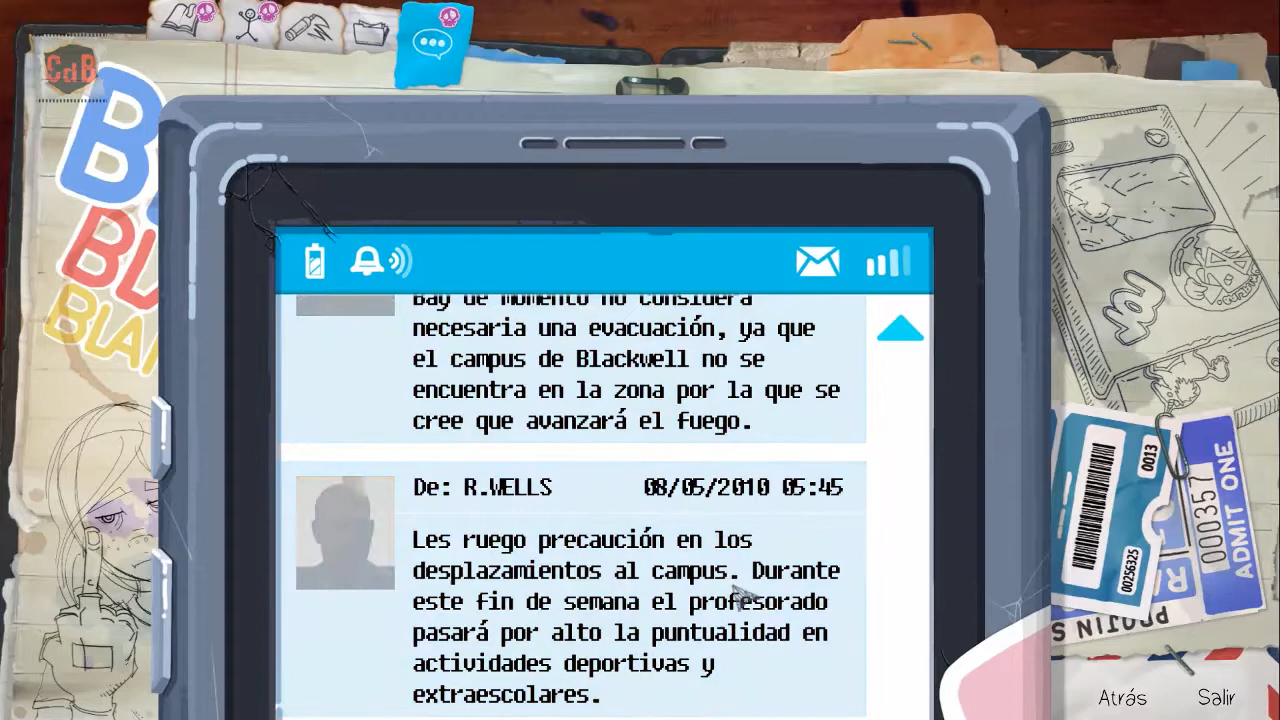 CdB
Bay de momento no considera
necesaria una evacuación, ya que
el campus de Blackwell no se
encuentra en la zona por la que se
cree que avanzará el fuego.
De: R.WELLS 08/05/2010 05:45
Les ruego precaución en los
desplazamientos al campus. Durante
este fin de semana el profesorado
pasará por alto la puntualidad en
actividades deportivas y
extraescolares.
0013
00256325
000357
ADMIT ONE
Atrás Salir